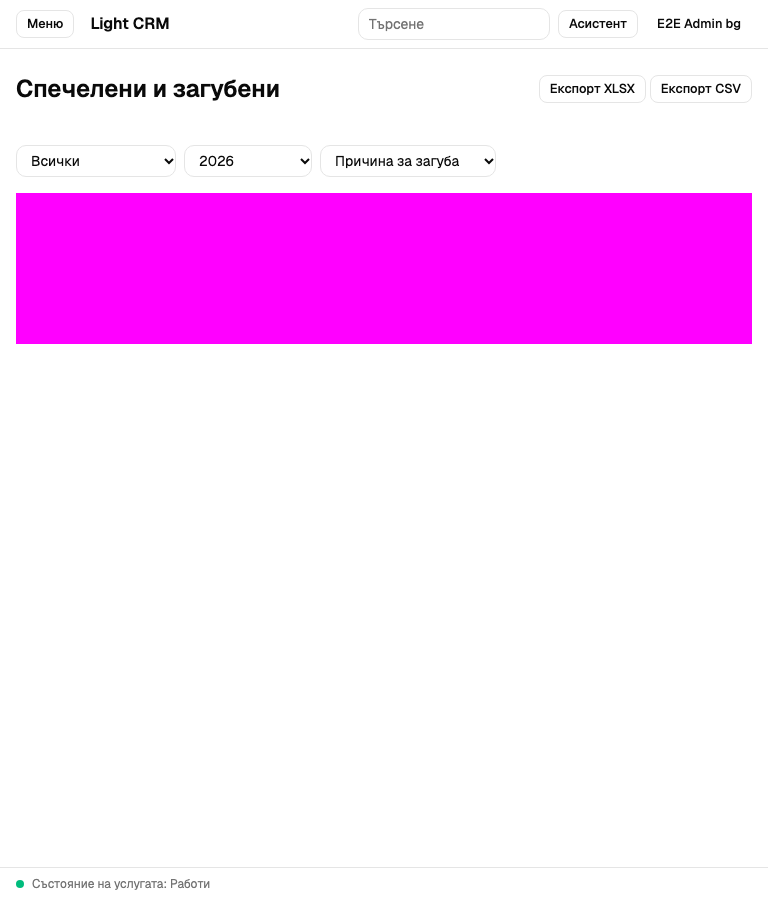 Меню
Light CRM
Търсене
Асистент
E2E Admin bg
Спечелени и загубени
Експорт XLSX
Експорт CSV
Всички
2026
Причина за загуба
Състояние на услугата: Работи